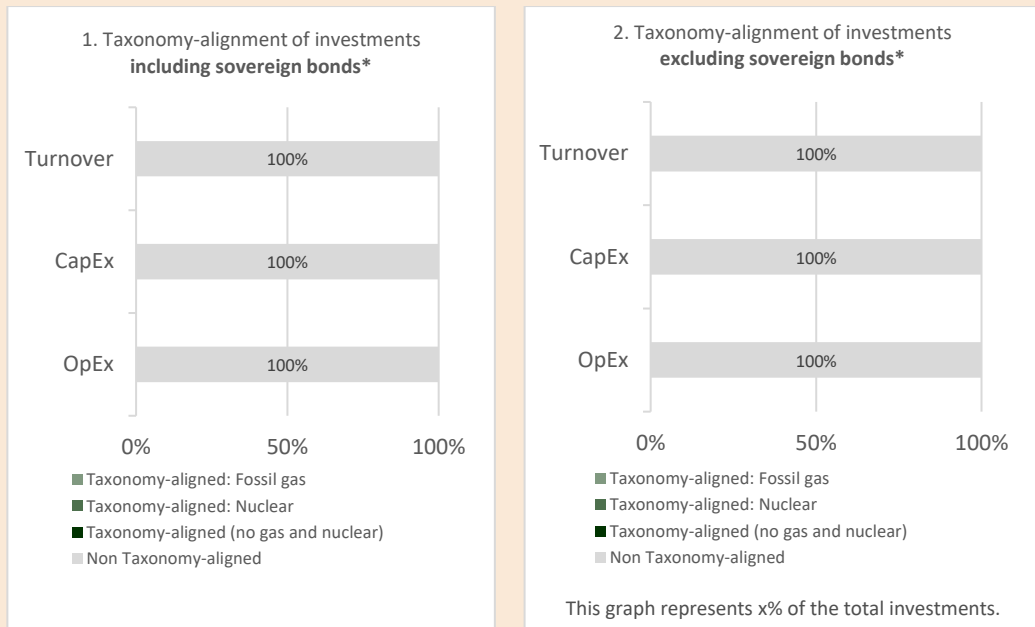 1. Taxonomy-alignment of investments
including sovereign bonds*
Turnover
100%
CapEx
100%
OpEx
100%
0%
50%
100%
Taxonomy-aligned: Fossil gas
Taxonomy-aligned: Nuclear
Taxonomy-aligned (no gas and nuclear)
Non Taxonomy-aligned
2. Taxonomy-alignment of investments
excluding sovereign bonds*
Turnover
100%
CapEx
100%
OpEx
100%
0%
50%
100%
Taxonomy-aligned: Fossil gas
Taxonomy-aligned: Nuclear
Taxonomy-aligned (no gas and nuclear)
Non Taxonomy-aligned
This graph represents x% of the total investments.